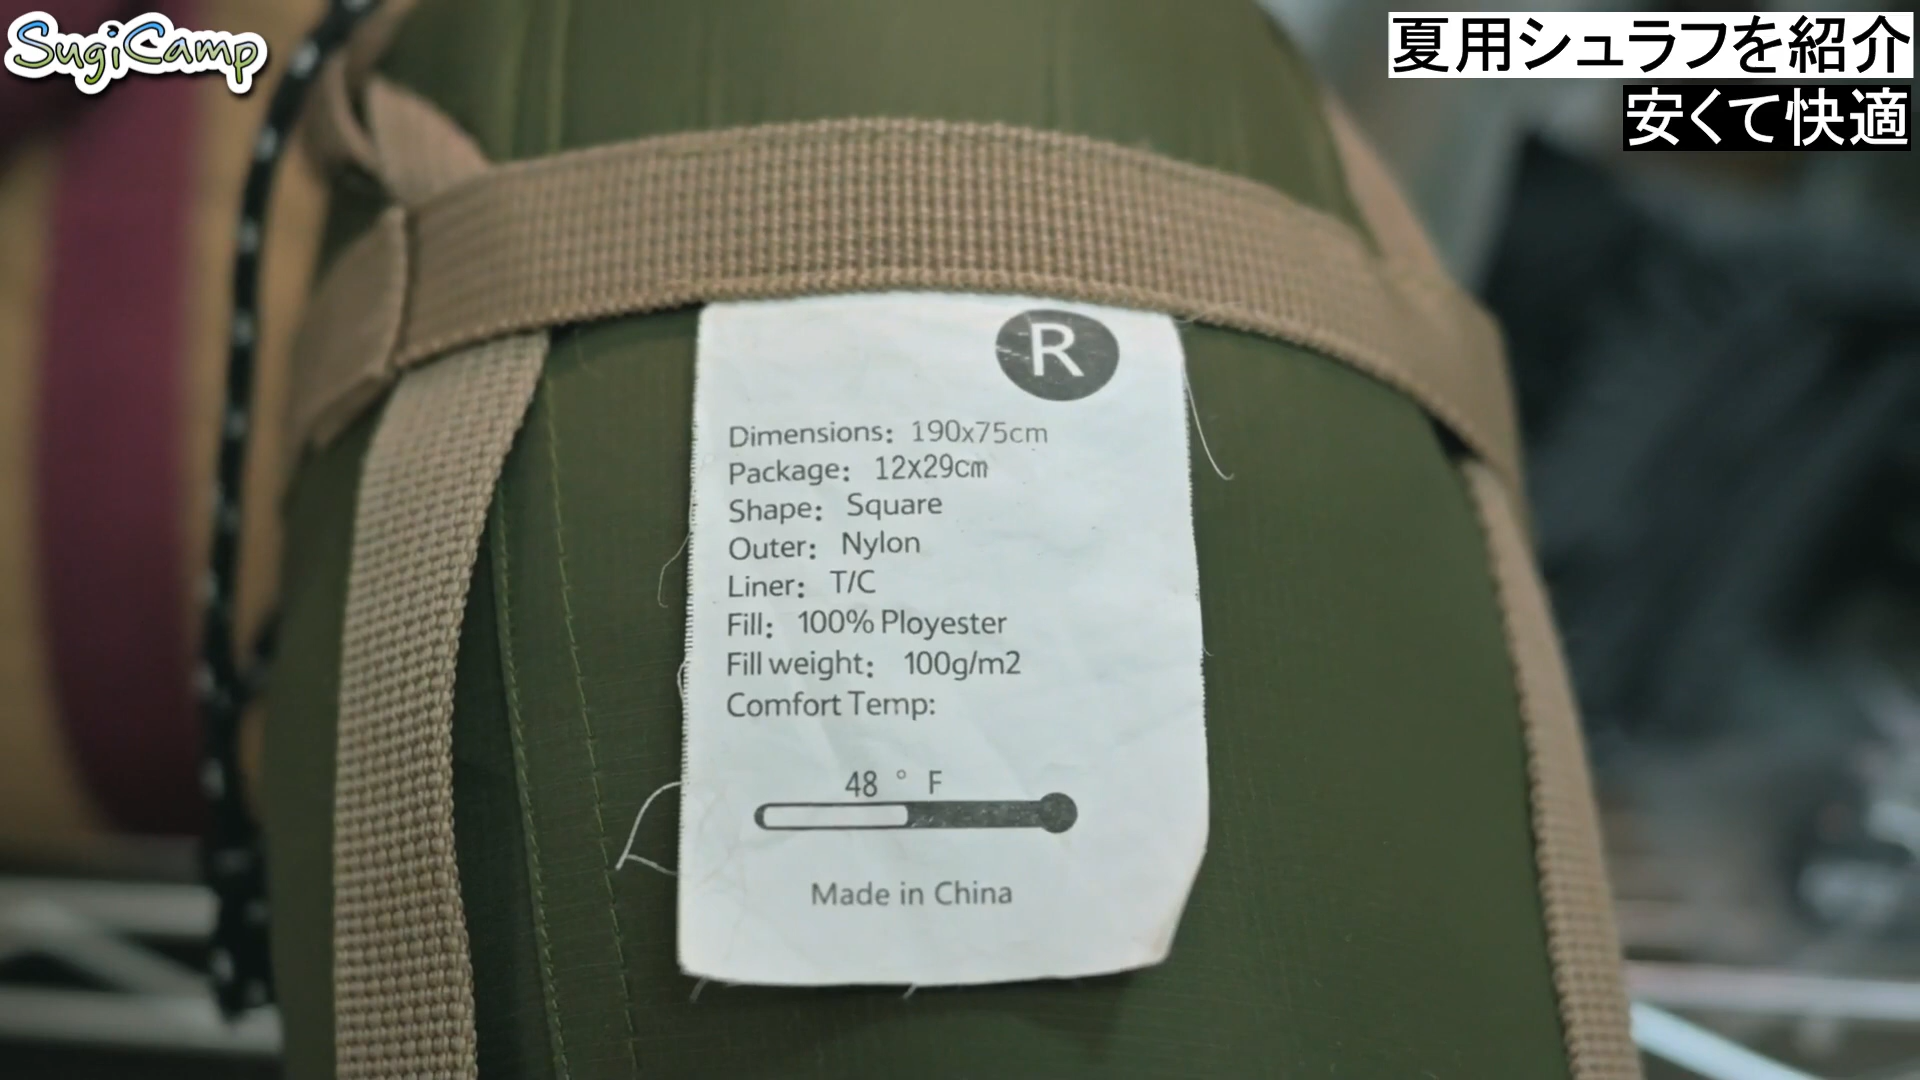 SugiCamp
夏用シュラフを紹介
安くて快適
R
Dimensions: 190x75cm
Package: 12x29cm
Shape: Square
Outer: Nylon
Liner: T/C
Fill: 100% Ployester
Fill weight: 100g/m2
Comfort Temp:
48 ° F
Made in China